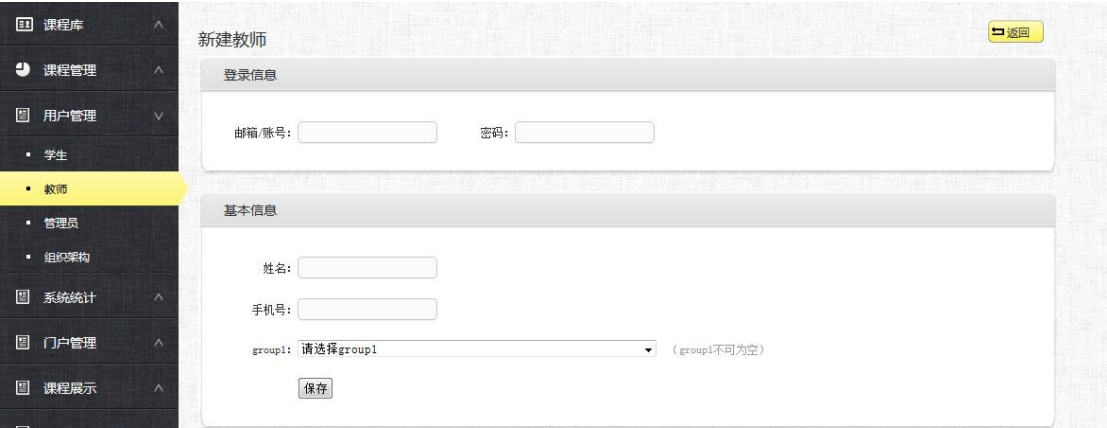 课程库
课程管理
用户管理
学生
教师
管理员
组织架构
系统统计
门户管理
课程展示
新建教师
返回
登录信息
邮箱/账号: 密码:
基本信息
姓名:
手机号:
group1: 请选择group1 (group1不可为空)
保存